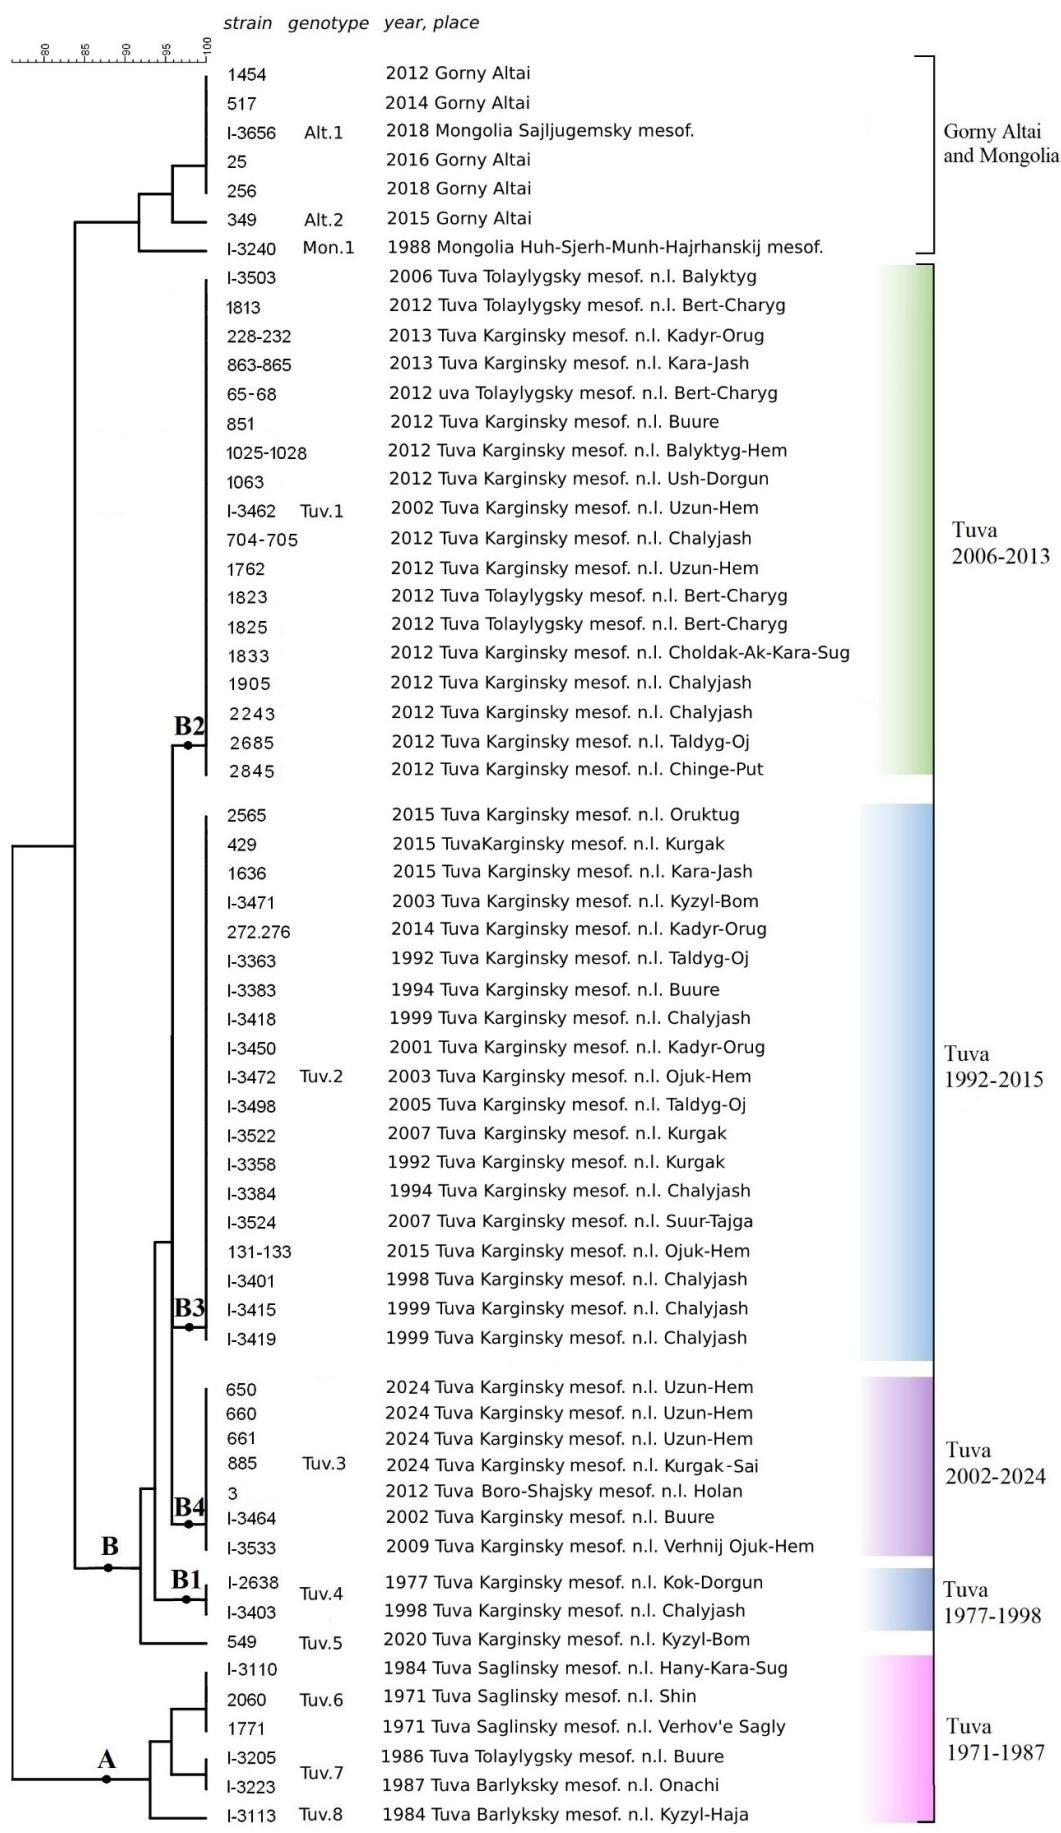 strain genotype year, place
80 85 90 95 100
1454 2012 Gorny Altai
517 2014 Gorny Altai
I-3656 Alt.1 2018 Mongolia Sajljugemsky mesof.
Gorny Altai
and Mongolia
25 2016 Gorny Altai
256 2018 Gorny Altai
349 Alt.2 2015 Gorny Altai
I-3240 Mon.1 1988 Mongolia Huh-Sjerh-Munh-Hajrhanskij mesof.
I-3503 2006 Tuva Tolaylygsky mesof. n.l. Balyktyg
1813 2012 Tuva Tolaylygsky mesof. n.l. Bert-Charyg
228-232 2013 Tuva Karginsky mesof. n.l. Kadyr-Orug
863-865 2013 Tuva Karginsky mesof. n.l. Kara-Jash
65-68 2012 uva Tolaylygsky mesof. n.l. Bert-Charyg
851 2012 Tuva Karginsky mesof. n.l. Buure
1025-1028 2012 Tuva Karginsky mesof. n.l. Balyktyg-Hem
1063 2012 Tuva Karginsky mesof. n.l. Ush-Dorgun
I-3462 Tuv.1 2002 Tuva Karginsky mesof. n.l. Uzun-Hem
Tuva
2006-2013
704-705 2012 Tuva Karginsky mesof. n.l. Chalyjash
1762 2012 Tuva Karginsky mesof. n.l. Uzun-Hem
1823 2012 Tuva Tolaylygsky mesof. n.l. Bert-Charyg
1825 2012 Tuva Tolaylygsky mesof. n.l. Bert-Charyg
1833 2012 Tuva Karginsky mesof. n.l. Choldak-Ak-Kara-Sug
1905 2012 Tuva Karginsky mesof. n.l. Chalyjash
2243 2012 Tuva Karginsky mesof. n.l. Chalyjash
B2
2685 2012 Tuva Karginsky mesof. n.l. Taldyg-Oj
2845 2012 Tuva Karginsky mesof. n.l. Chinge-Put
2565 2015 Tuva Karginsky mesof. n.l. Oruktug
429 2015 TuvaKarginsky mesof. n.l. Kurgak
1636 2015 Tuva Karginsky mesof. n.l. Kara-Jash
I-3471 2003 Tuva Karginsky mesof. n.l. Kyzyl-Bom
272.276 2014 Tuva Karginsky mesof. n.l. Kadyr-Orug
I-3363 1992 Tuva Karginsky mesof. n.l. Taldyg-Oj
I-3383 1994 Tuva Karginsky mesof. n.l. Buure
I-3418 1999 Tuva Karginsky mesof. n.l. Chalyjash
I-3450 2001 Tuva Karginsky mesof. n.l. Kadyr-Orug
Tuva
1992-2015
I-3472 Tuv.2 2003 Tuva Karginsky mesof. n.l. Ojuk-Hem
I-3498 2005 Tuva Karginsky mesof. n.l. Taldyg-Oj
I-3522 2007 Tuva Karginsky mesof. n.l. Kurgak
I-3358 1992 Tuva Karginsky mesof. n.l. Kurgak
I-3384 1994 Tuva Karginsky mesof. n.l. Chalyjash
I-3524 2007 Tuva Karginsky mesof. n.l. Suur-Tajga
131-133 2015 Tuva Karginsky mesof. n.l. Ojuk-Hem
I-3401 1998 Tuva Karginsky mesof. n.l. Chalyjash
B3
I-3415 1999 Tuva Karginsky mesof. n.l. Chalyjash
I-3419 1999 Tuva Karginsky mesof. n.l. Chalyjash
650 2024 Tuva Karginsky mesof. n.l. Uzun-Hem
660 2024 Tuva Karginsky mesof. n.l. Uzun-Hem
661 2024 Tuva Karginsky mesof. n.l. Uzun-Hem
885 Tuv.3 2024 Tuva Karginsky mesof. n.l. Kurgak-Sai
Tuva
2002-2024
3 2012 Tuva Boro-Shajsky mesof. n.l. Holan
B4
I-3464 2002 Tuva Karginsky mesof. n.l. Buure
I-3533 2009 Tuva Karginsky mesof. n.l. Verhnij Ojuk-Hem
B
B1
I-2638 1977 Tuva Karginsky mesof. n.l. Kok-Dorgun
Tuv.4
Tuva
1977-1998
I-3403 1998 Tuva Karginsky mesof. n.l. Chalyjash
549 Tuv.5 2020 Tuva Karginsky mesof. n.l. Kyzyl-Bom
I-3110 1984 Tuva Saglinsky mesof. n.l. Hany-Kara-Sug
2060 Tuv.6 1971 Tuva Saglinsky mesof. n.l. Shin
1771 1971 Tuva Saglinsky mesof. n.l. Verhov'e Sagly
Tuva
1971-1987
A
I-3205 1986 Tuva Tolaylygsky mesof. n.l. Buure
Tuv.7
I-3223 1987 Tuva Barlyksky mesof. n.l. Onachi
I-3113 Tuv.8 1984 Tuva Barlyksky mesof. n.l. Kyzyl-Haja